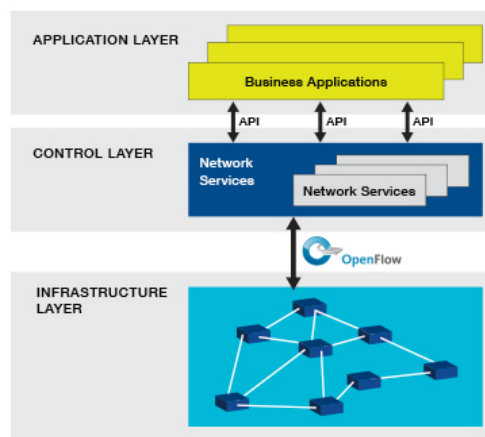 APPLICATION LAYER
Business Applications
API
API
API
CONTROL LAYER
Network
Services
Network Services
OpenFlow
INFRASTRUCTURE
LAYER